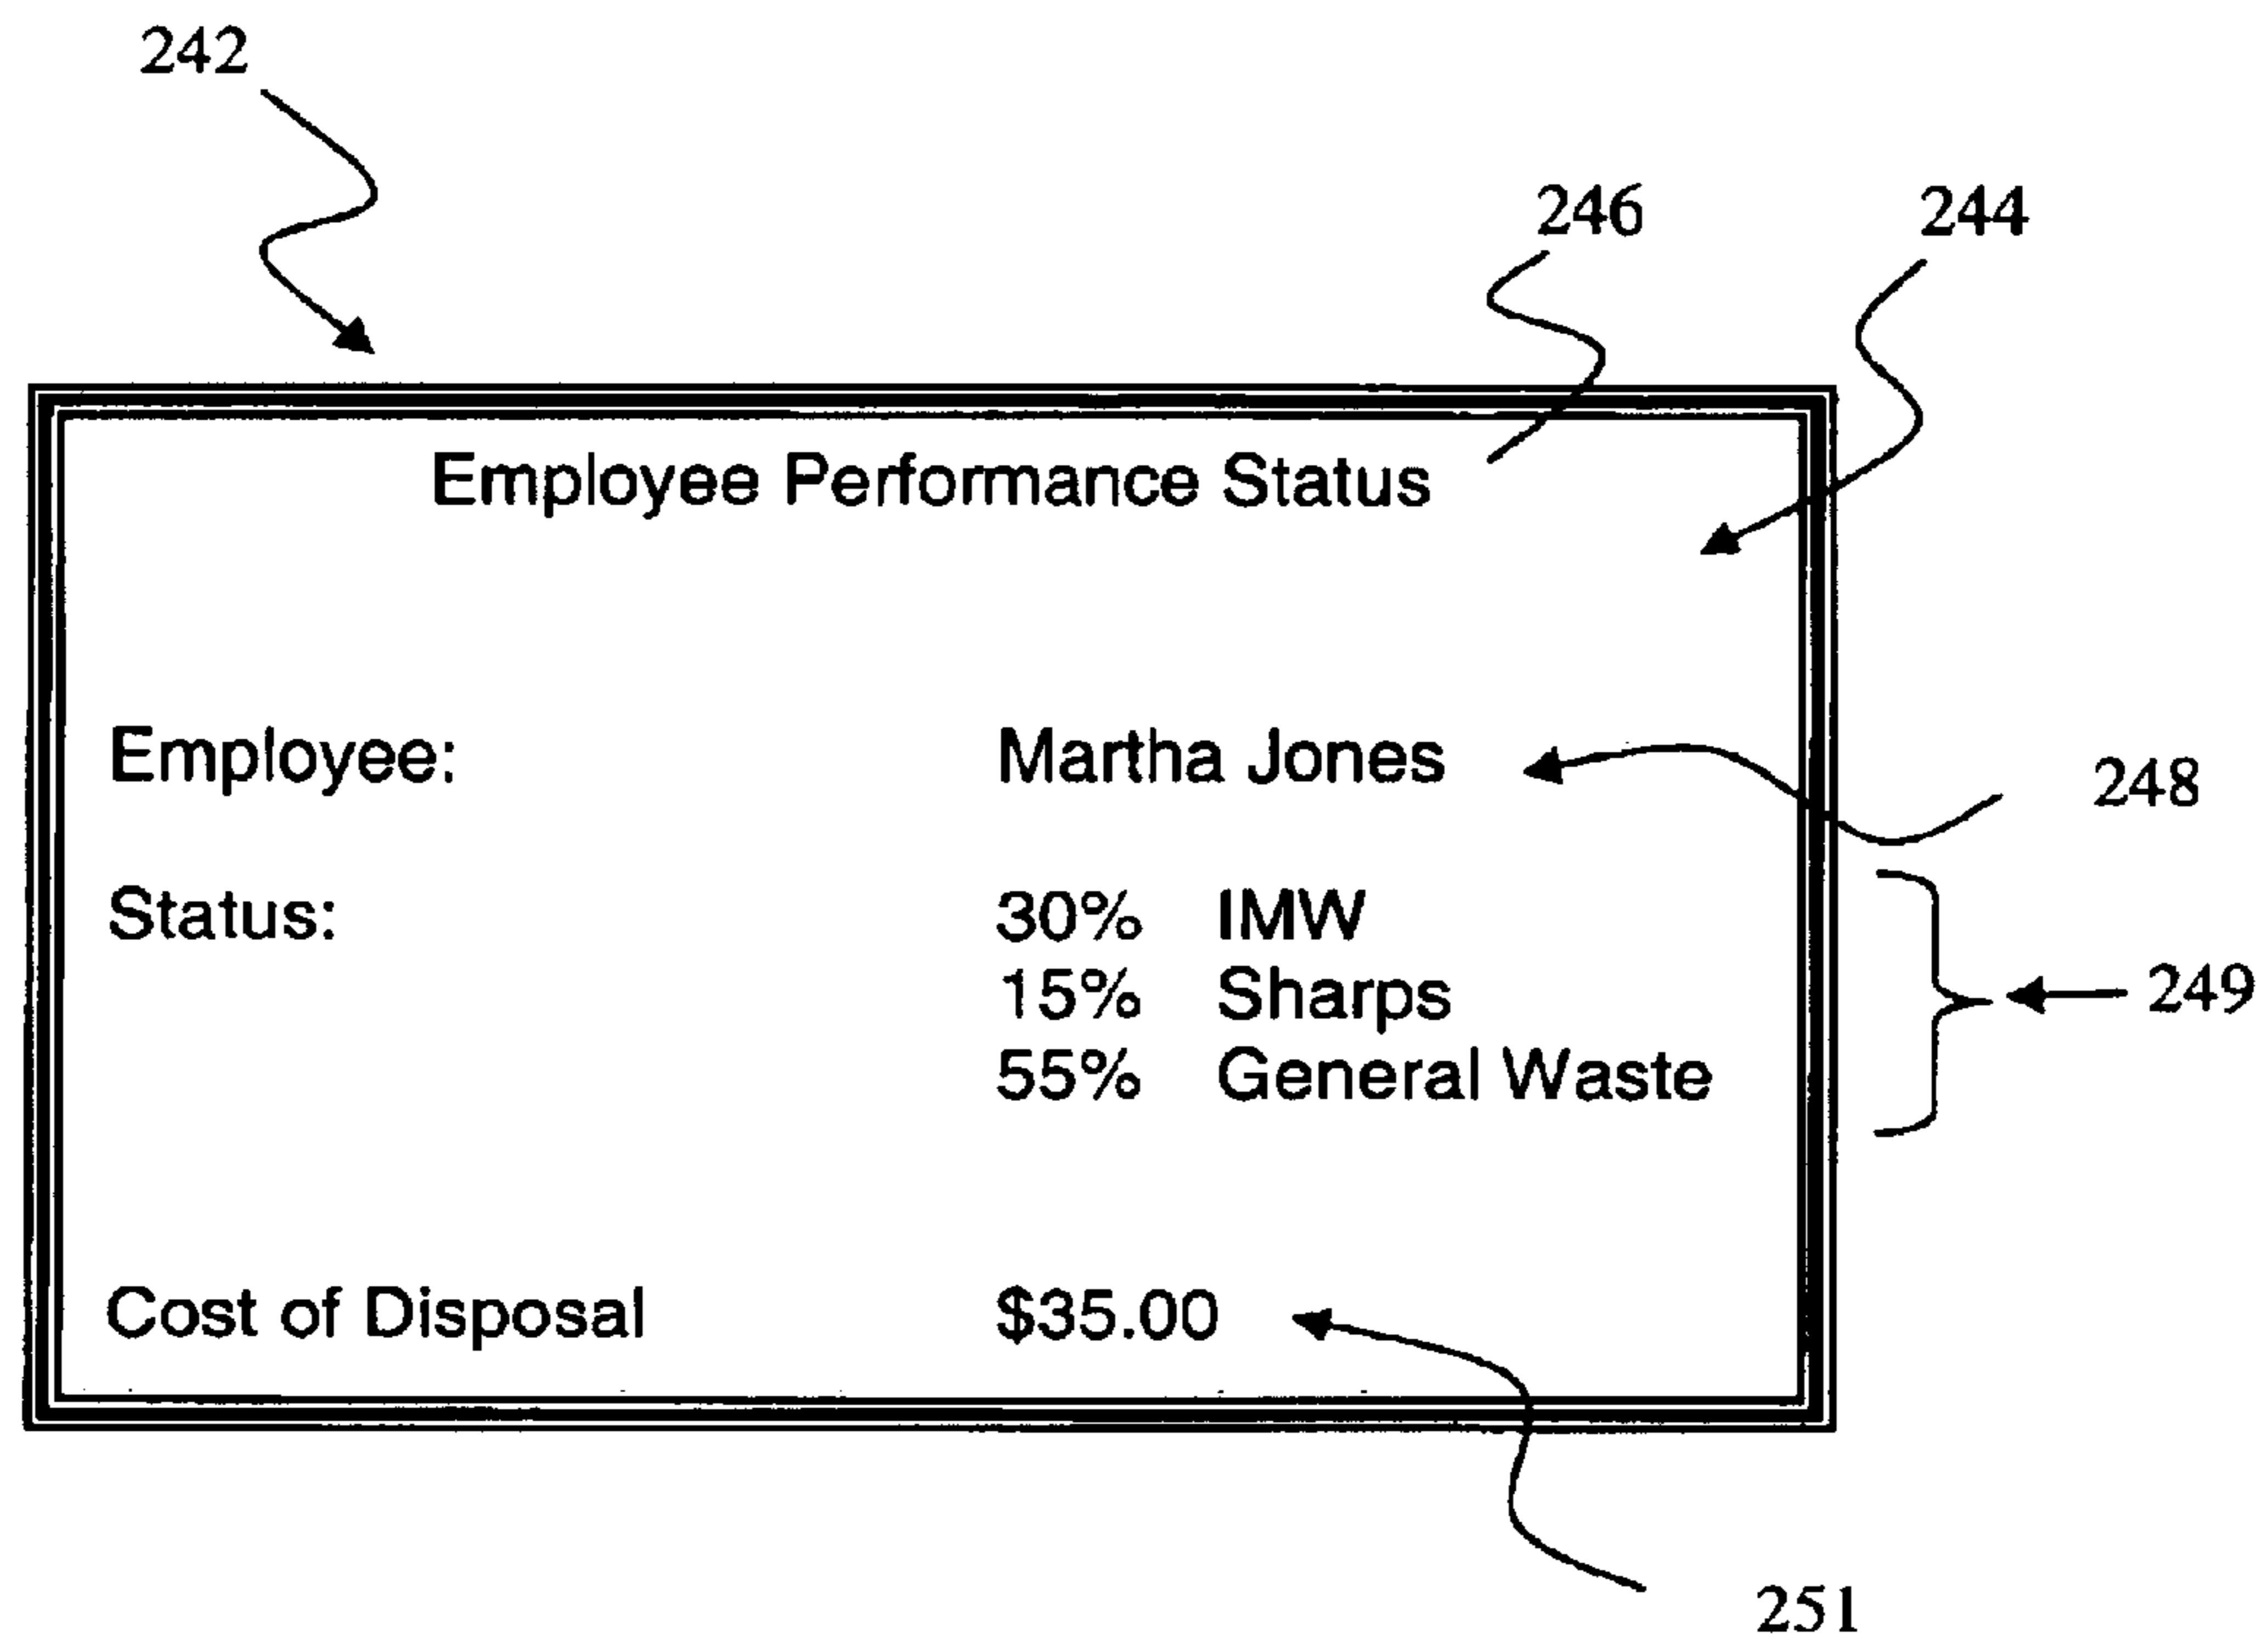 242
246
244
Employee Performance Status
Employee: Martha Jones
248
Status: 30% IMW
15% Sharps
249
55% General Waste
Cost of Disposal $35.00
251